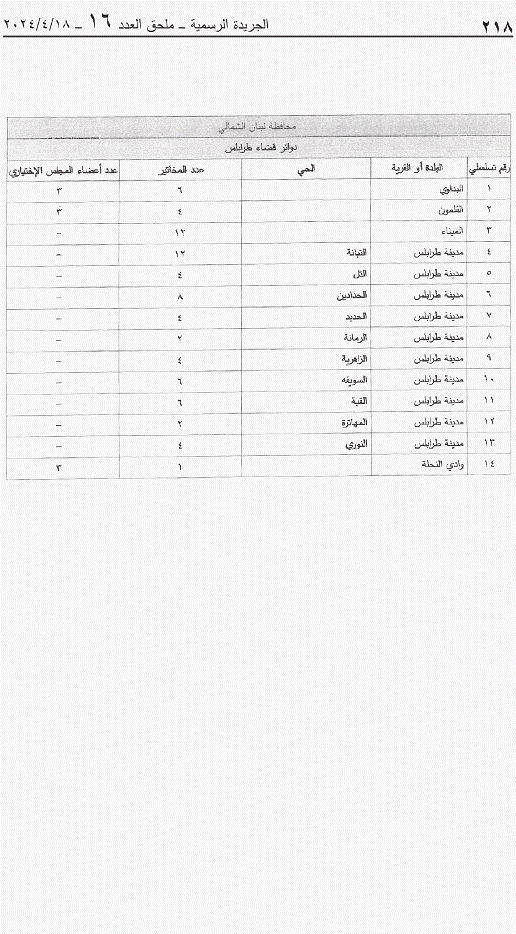 ٢١٨ الجريدة الرسمية – ملحق العدد ١٦ – ٢٠٢٤/٤/١٨
محافظة لبنان الشمالي
دوائر قضاء طرابلس
رقم تسلسلي البلدة أو القرية الحي عدد المخاتير عدد أعضاء المجلس الإختياري
١ البداوي ٦ ٣
٢ القلمون ٤ ٣
٣ الميناء ١٢ –
٤ مدينة طرابلس التبانة ١٢ –
٥ مدينة طرابلس التل ٤ –
٦ مدينة طرابلس الحدادين ٨ –
٧ مدينة طرابلس الحديد ٤ –
٨ مدينة طرابلس الرمانة ٢ –
٩ مدينة طرابلس الزاهرية ٤ –
١٠ مدينة طرابلس السويقة ٦ –
١١ مدينة طرابلس القبة ٦ –
١٢ مدينة طرابلس المهاترة ٢ –
١٣ مدينة طرابلس النوري ٤ –
١٤ وادي النحلة ١ ٣